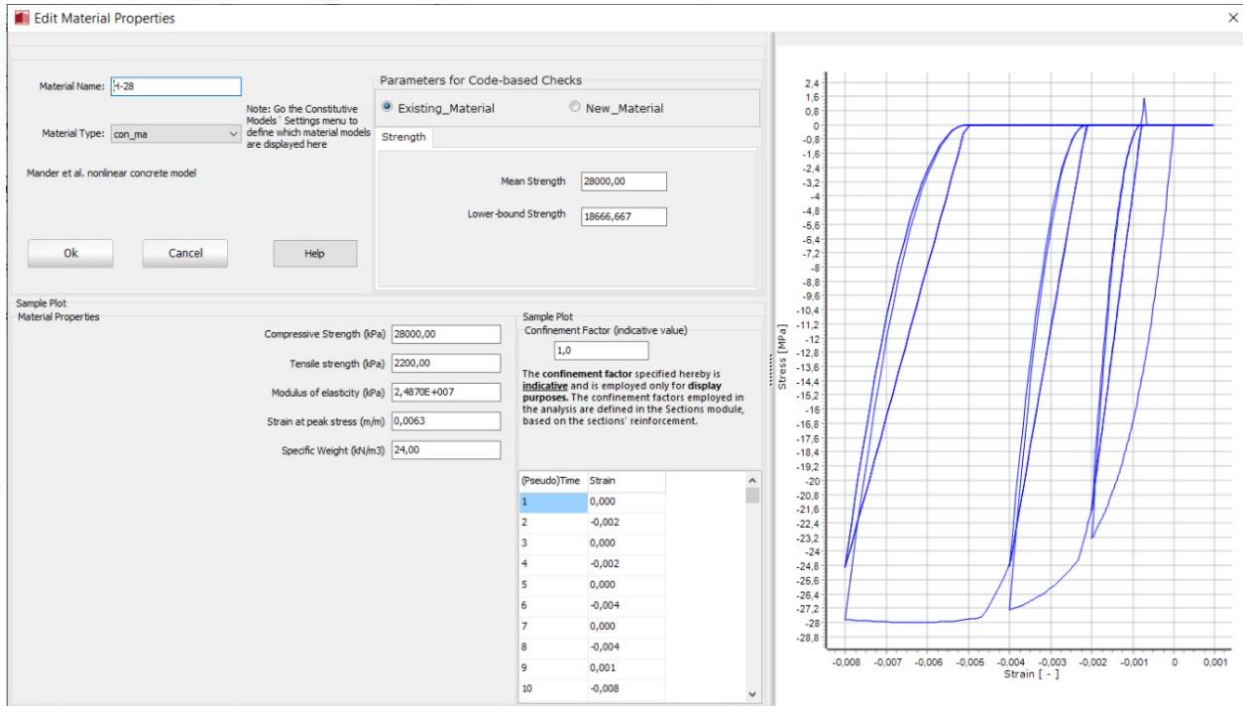 Edit Material Properties
Material Name: H-28
Material Type: con_ma
Note: Go the Constitutive
Models` Settings menu to
define which material models
are displayed here
Mander et al. nonlinear concrete model
Ok Cancel Help
Parameters for Code-based Checks
Existing_Material New_Material
Strength
Mean Strength 28000,00
Lower-bound Strength 18666,667
Sample Plot
Material Properties
Compressive Strength (kPa) 28000,00
Tensile strength (kPa) 2200,00
Modulus of elasticity (kPa) 2,4870E+007
Strain at peak stress (m/m) 0,0063
Specific Weight (kN/m3) 24,00
Sample Plot
Confinement Factor (indicative value)
1,0
The confinement factor specified hereby is
indicative and is employed only for display
purposes. The confinement factors employed in
the analysis are defined in the Sections module,
based on the sections' reinforcement.
(Pseudo)Time Strain
1 0,000
2 -0,002
3 0,000
4 -0,002
5 0,000
6 -0,004
7 0,000
8 -0,004
9 0,001
10 -0,008
Stress [MPa]
2,4
1,6
0,8
0
-0,8
-1,6
-2,4
-3,2
-4
-4,8
-5,6
-6,4
-7,2
-8
-8,8
-9,6
-10,4
-11,2
-12
-12,8
-13,6
-14,4
-15,2
-16
-16,8
-17,6
-18,4
-19,2
-20
-20,8
-21,6
-22,4
-23,2
-24
-24,8
-25,6
-26,4
-27,2
-28
-28,8
-0,008 -0,007 -0,006 -0,005 -0,004 -0,003 -0,002 -0,001 0 0,001
Strain [ - ]